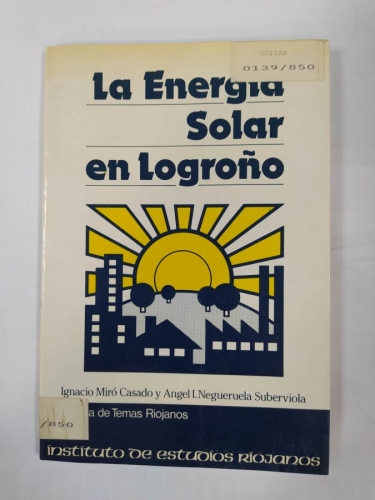 CDISAN
0139/850
La Energía
Solar
en Logroño
Ignacio Miró Casado y Angel I. Negueruela Suberviola
de Temas Riojanos
/850
instituto de estudios riojanos